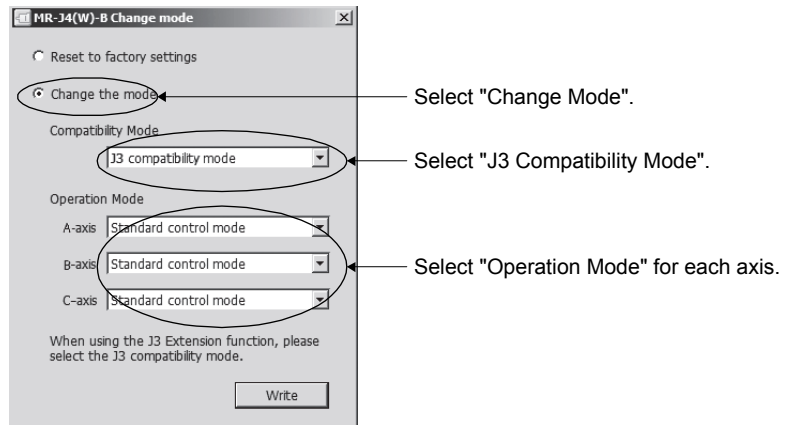 MR-J4(W)-B Change mode
Reset to factory settings
Change the mode
Select "Change Mode".
Compatibility Mode
J3 compatibility mode
Select "J3 Compatibility Mode".
Operation Mode
A-axis Standard control mode
B-axis Standard control mode
Select "Operation Mode" for each axis.
C-axis Standard control mode
When using the J3 Extension function, please
select the J3 compatibility mode.
Write